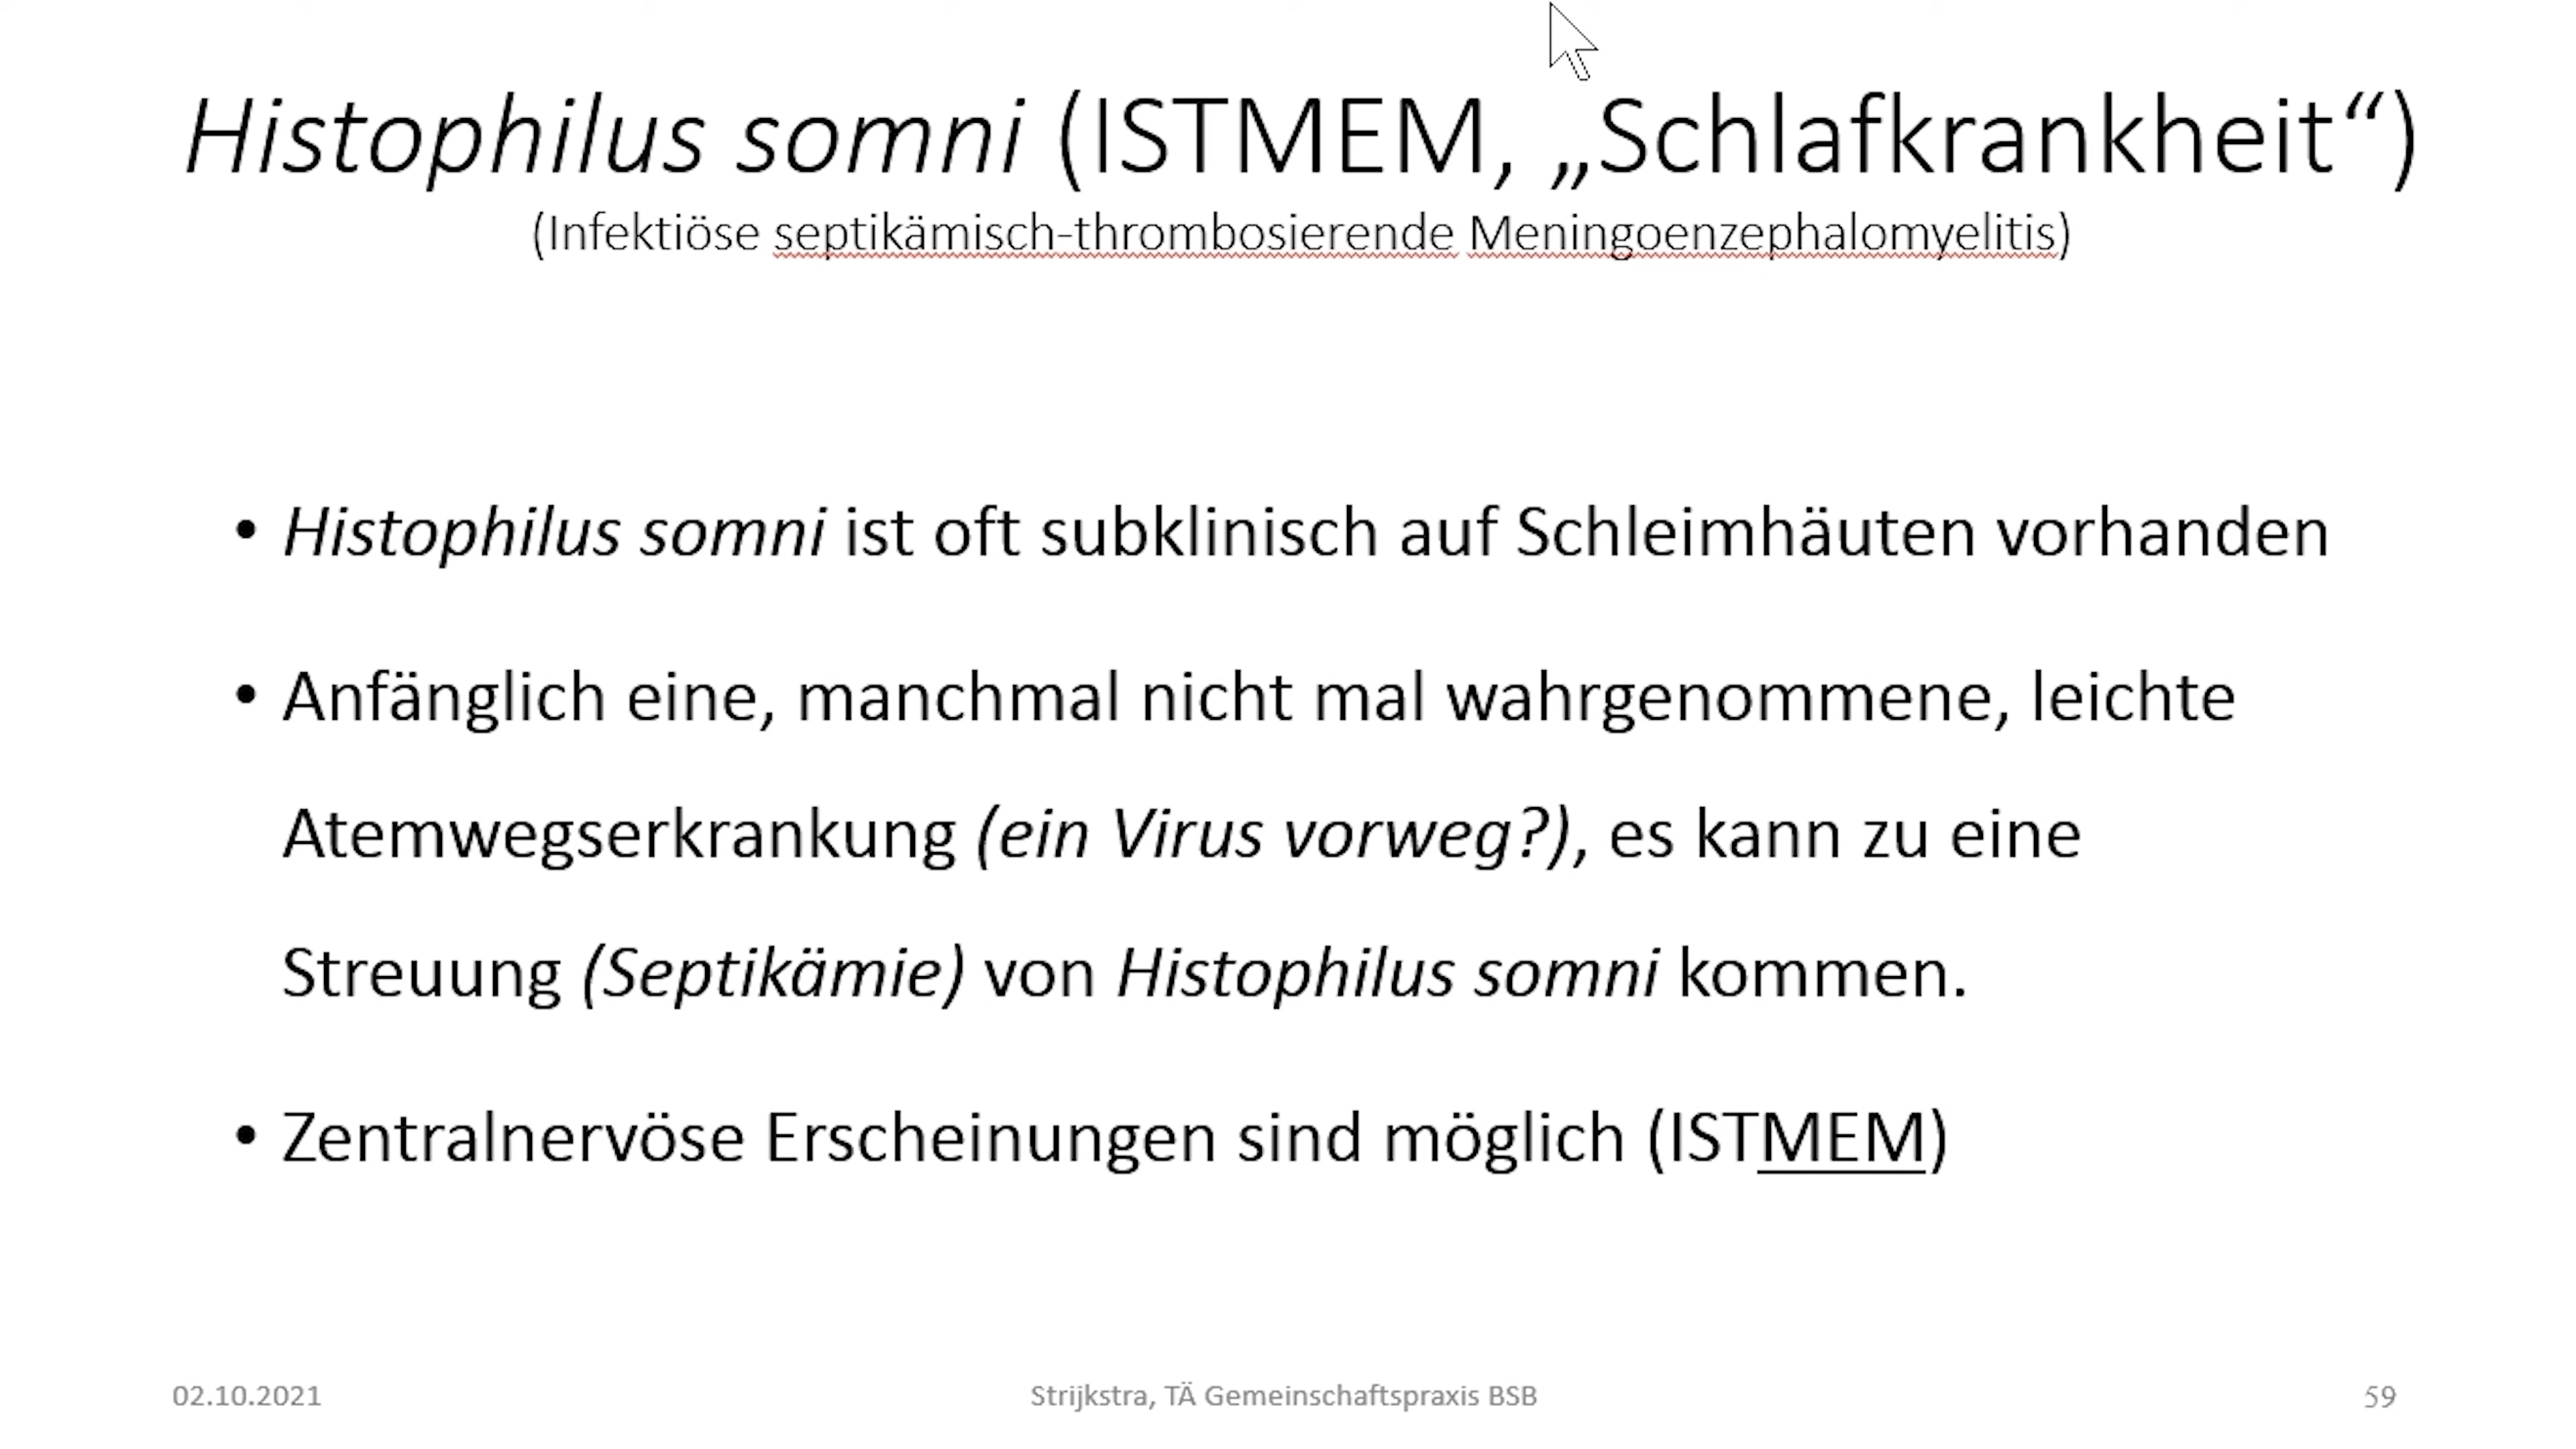 Histophilus somni (ISTMEM, „Schlafkrankheit“)
(Infektiöse septikämisch-thrombosierende Meningoenzephalomyelitis)
• Histophilus somni ist oft subklinisch auf Schleimhäuten vorhanden
• Anfänglich eine, manchmal nicht mal wahrgenommene, leichte
Atemwegserkrankung (ein Virus vorweg?), es kann zu eine
Streuung (Septikämie) von Histophilus somni kommen.
• Zentralnervöse Erscheinungen sind möglich (ISTMEM)
02.10.2021
Strijkstra, TÄ Gemeinschaftspraxis BSB
59